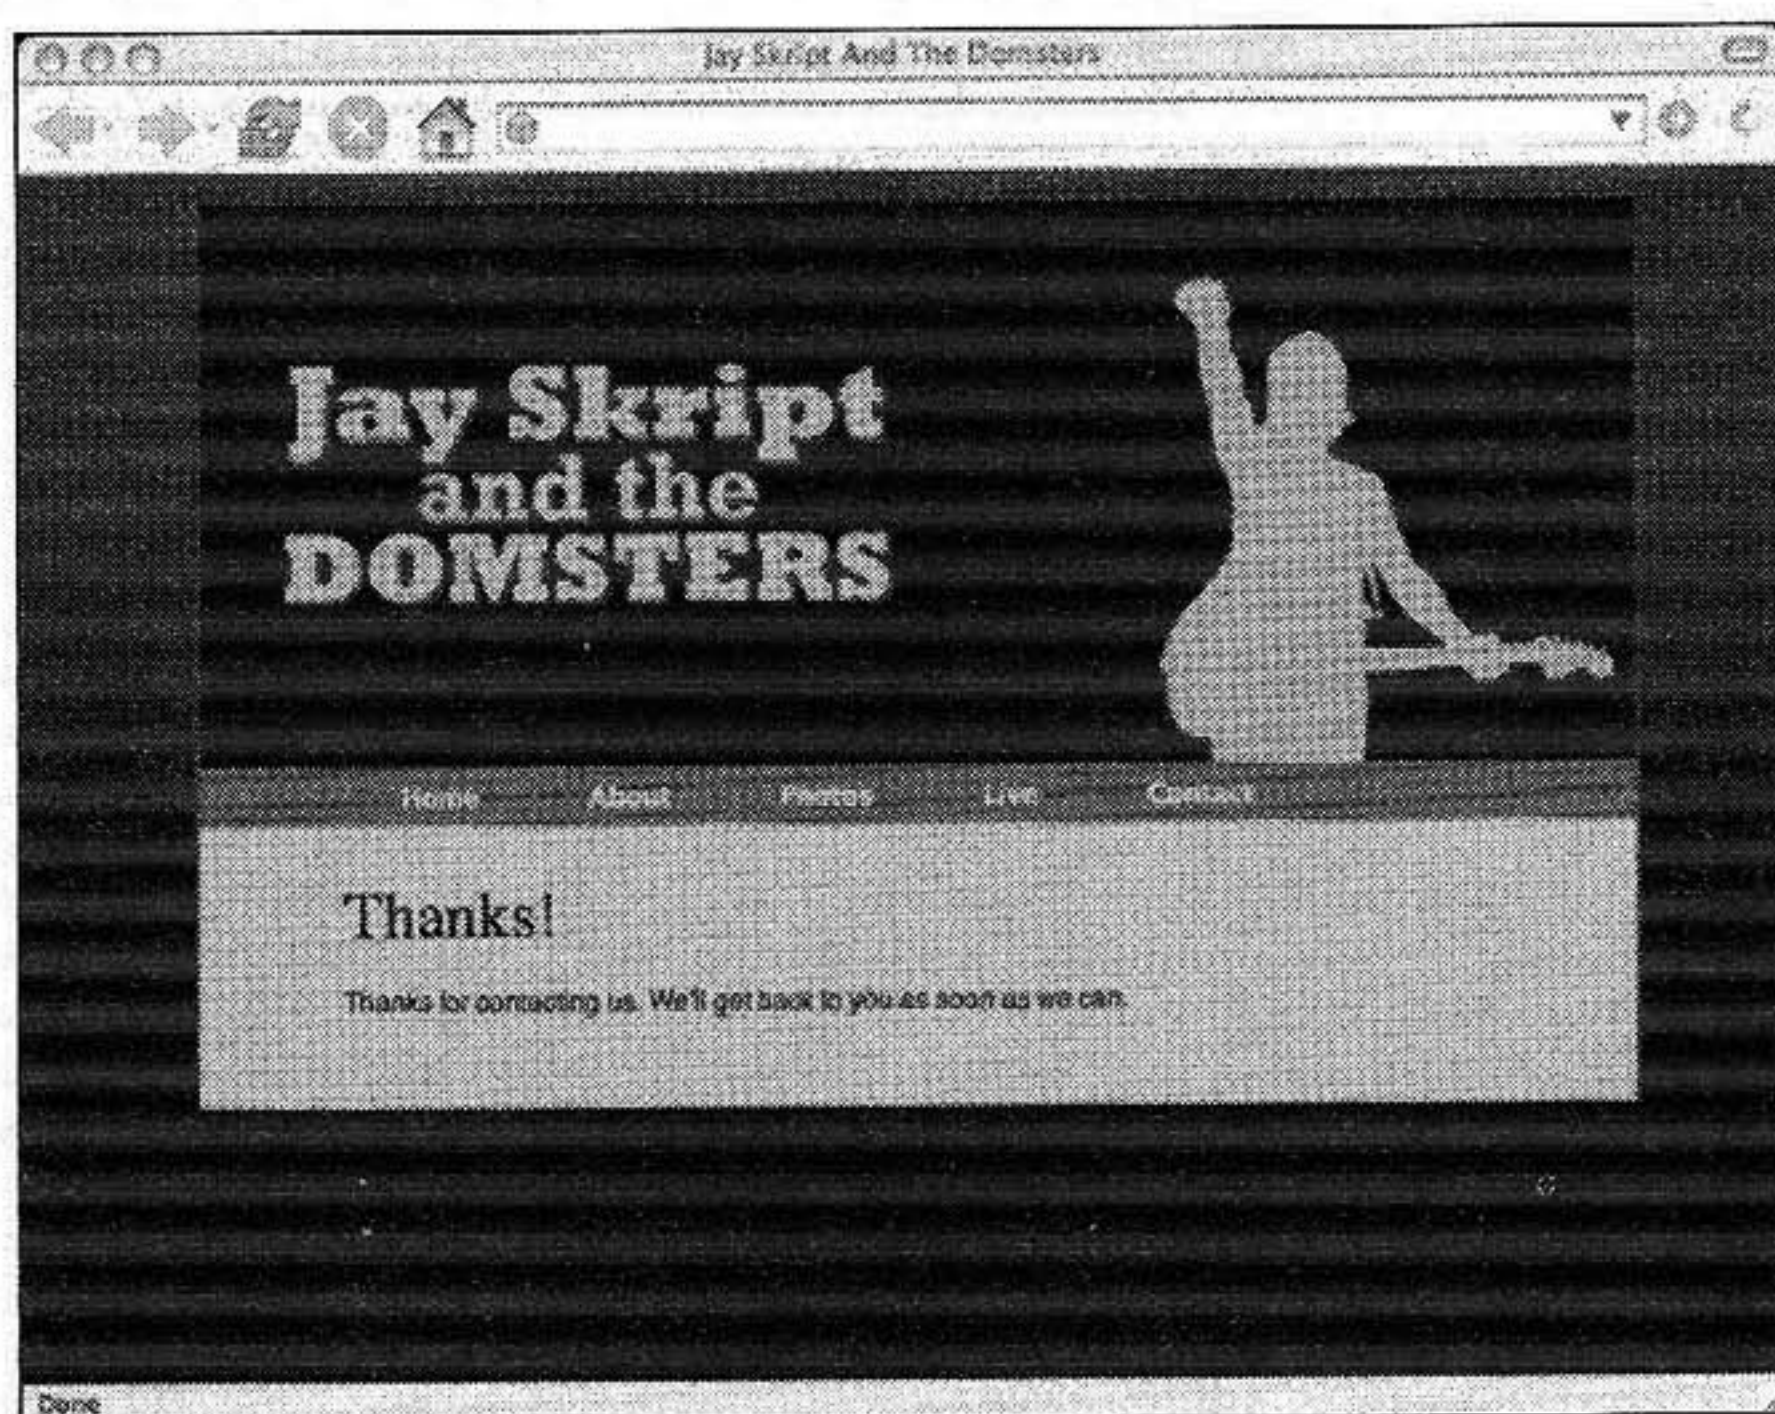 Jay Skript And The Domsters
Jay Skript
and the
DOMSTERS
Home About Photos Live Contact
Thanks!
Thanks for contacting us. We'll get back to you as soon as we can.
Done